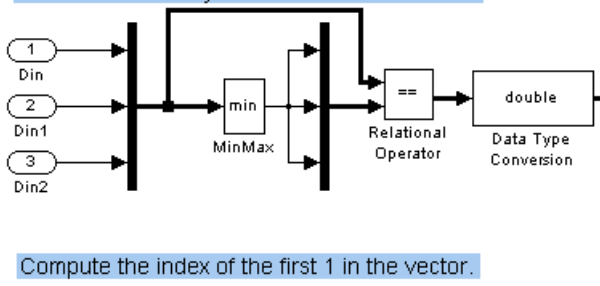 1
Din
2
Din1
3
Din2
min
MinMax
==
Relational
Operator
double
Data Type
Conversion
Compute the index of the first 1 in the vector.